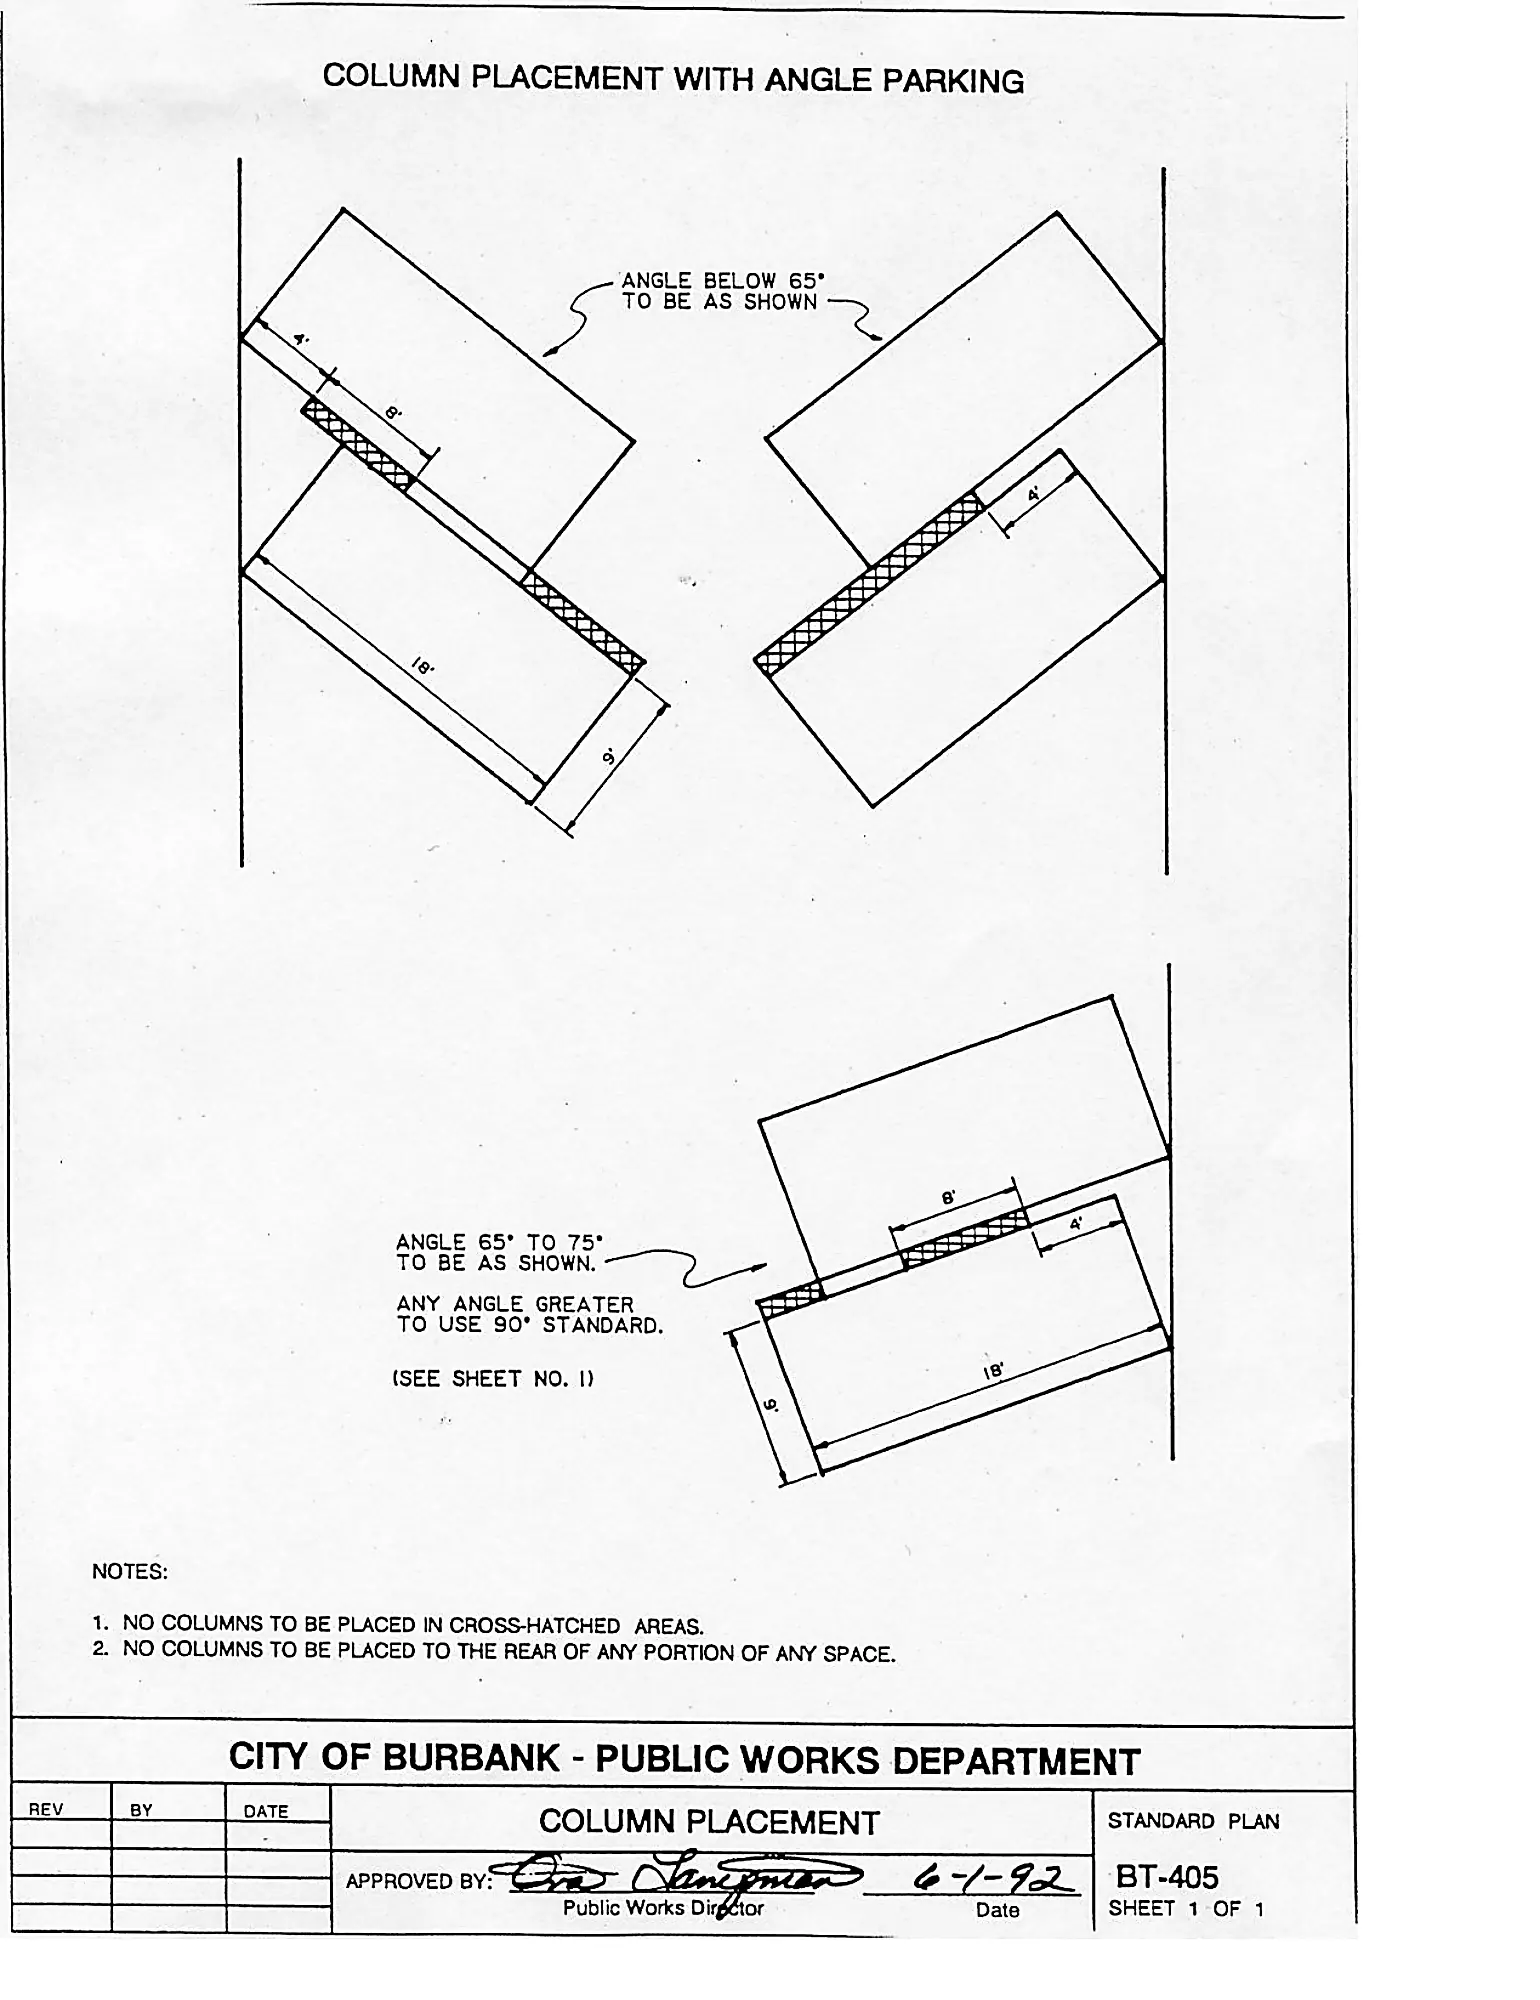 COLUMN PLACEMENT WITH ANGLE PARKING
ANGLE BELOW 65°
TO BE AS SHOWN
4'
8'
4'
18'
9'
8'
4'
ANGLE 65° TO 75°
TO BE AS SHOWN.
ANY ANGLE GREATER
TO USE 90° STANDARD.
(SEE SHEET NO. 1)
18'
9'
NOTES:
1. NO COLUMNS TO BE PLACED IN CROSS-HATCHED AREAS.
2. NO COLUMNS TO BE PLACED TO THE REAR OF ANY PORTION OF ANY SPACE.
CITY OF BURBANK - PUBLIC WORKS DEPARTMENT
REV BY DATE
COLUMN PLACEMENT
STANDARD PLAN
APPROVED BY: 6-1-92
BT-405
Public Works Director Date
SHEET 1 OF 1